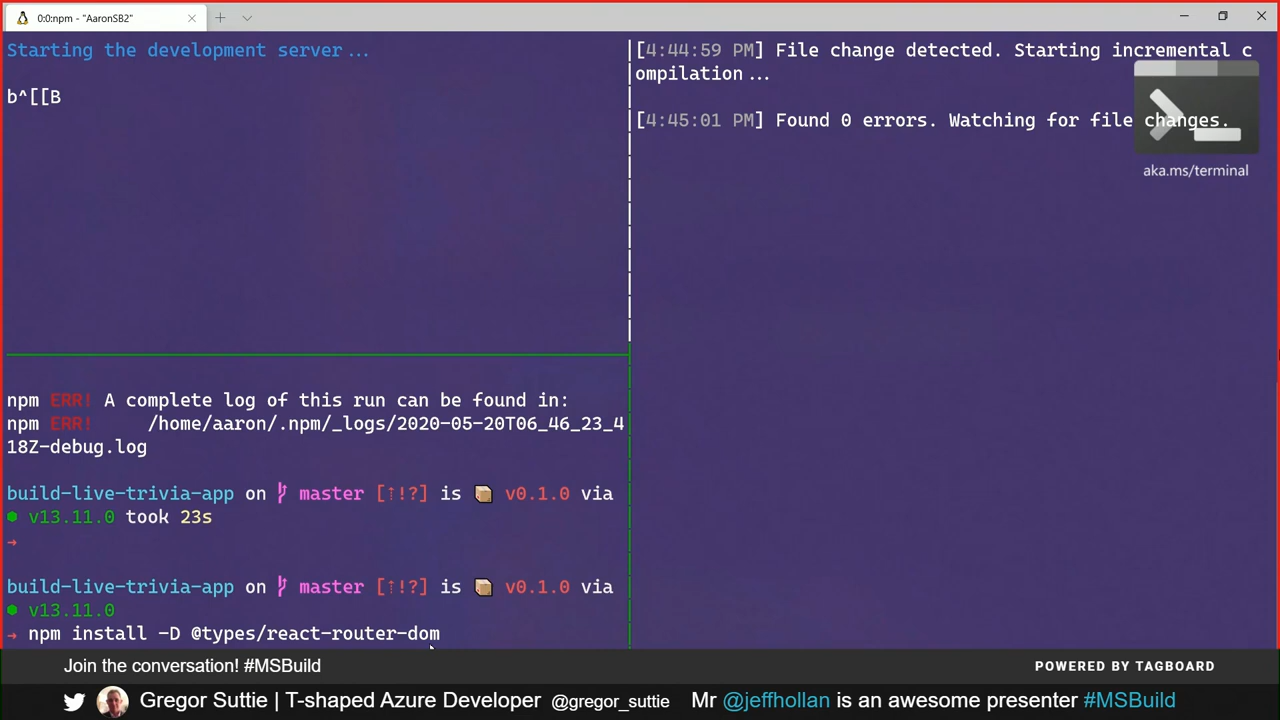 0:0:npm - "AaronSB2"
Starting the development server...
b^[[B
[4:44:59 PM] File change detected. Starting incremental c
ompilation...
[4:45:01 PM] Found 0 errors. Watching for file changes.
aka.ms/terminal
npm ERR! A complete log of this run can be found in:
npm ERR!     /home/aaron/.npm/_logs/2020-05-20T06_46_23_4
18Z-debug.log
build-live-trivia-app on master [↑!?] is 📦 v0.1.0 via
⬢ v13.11.0 took 23s
→
build-live-trivia-app on master [↑!?] is 📦 v0.1.0 via
⬢ v13.11.0
→ npm install -D @types/react-router-dom
Join the conversation! #MSBuild
POWERED BY TAGBOARD
Gregor Suttie | T-shaped Azure Developer @gregor_suttie Mr @jeffhollan is an awesome presenter #MSBuild